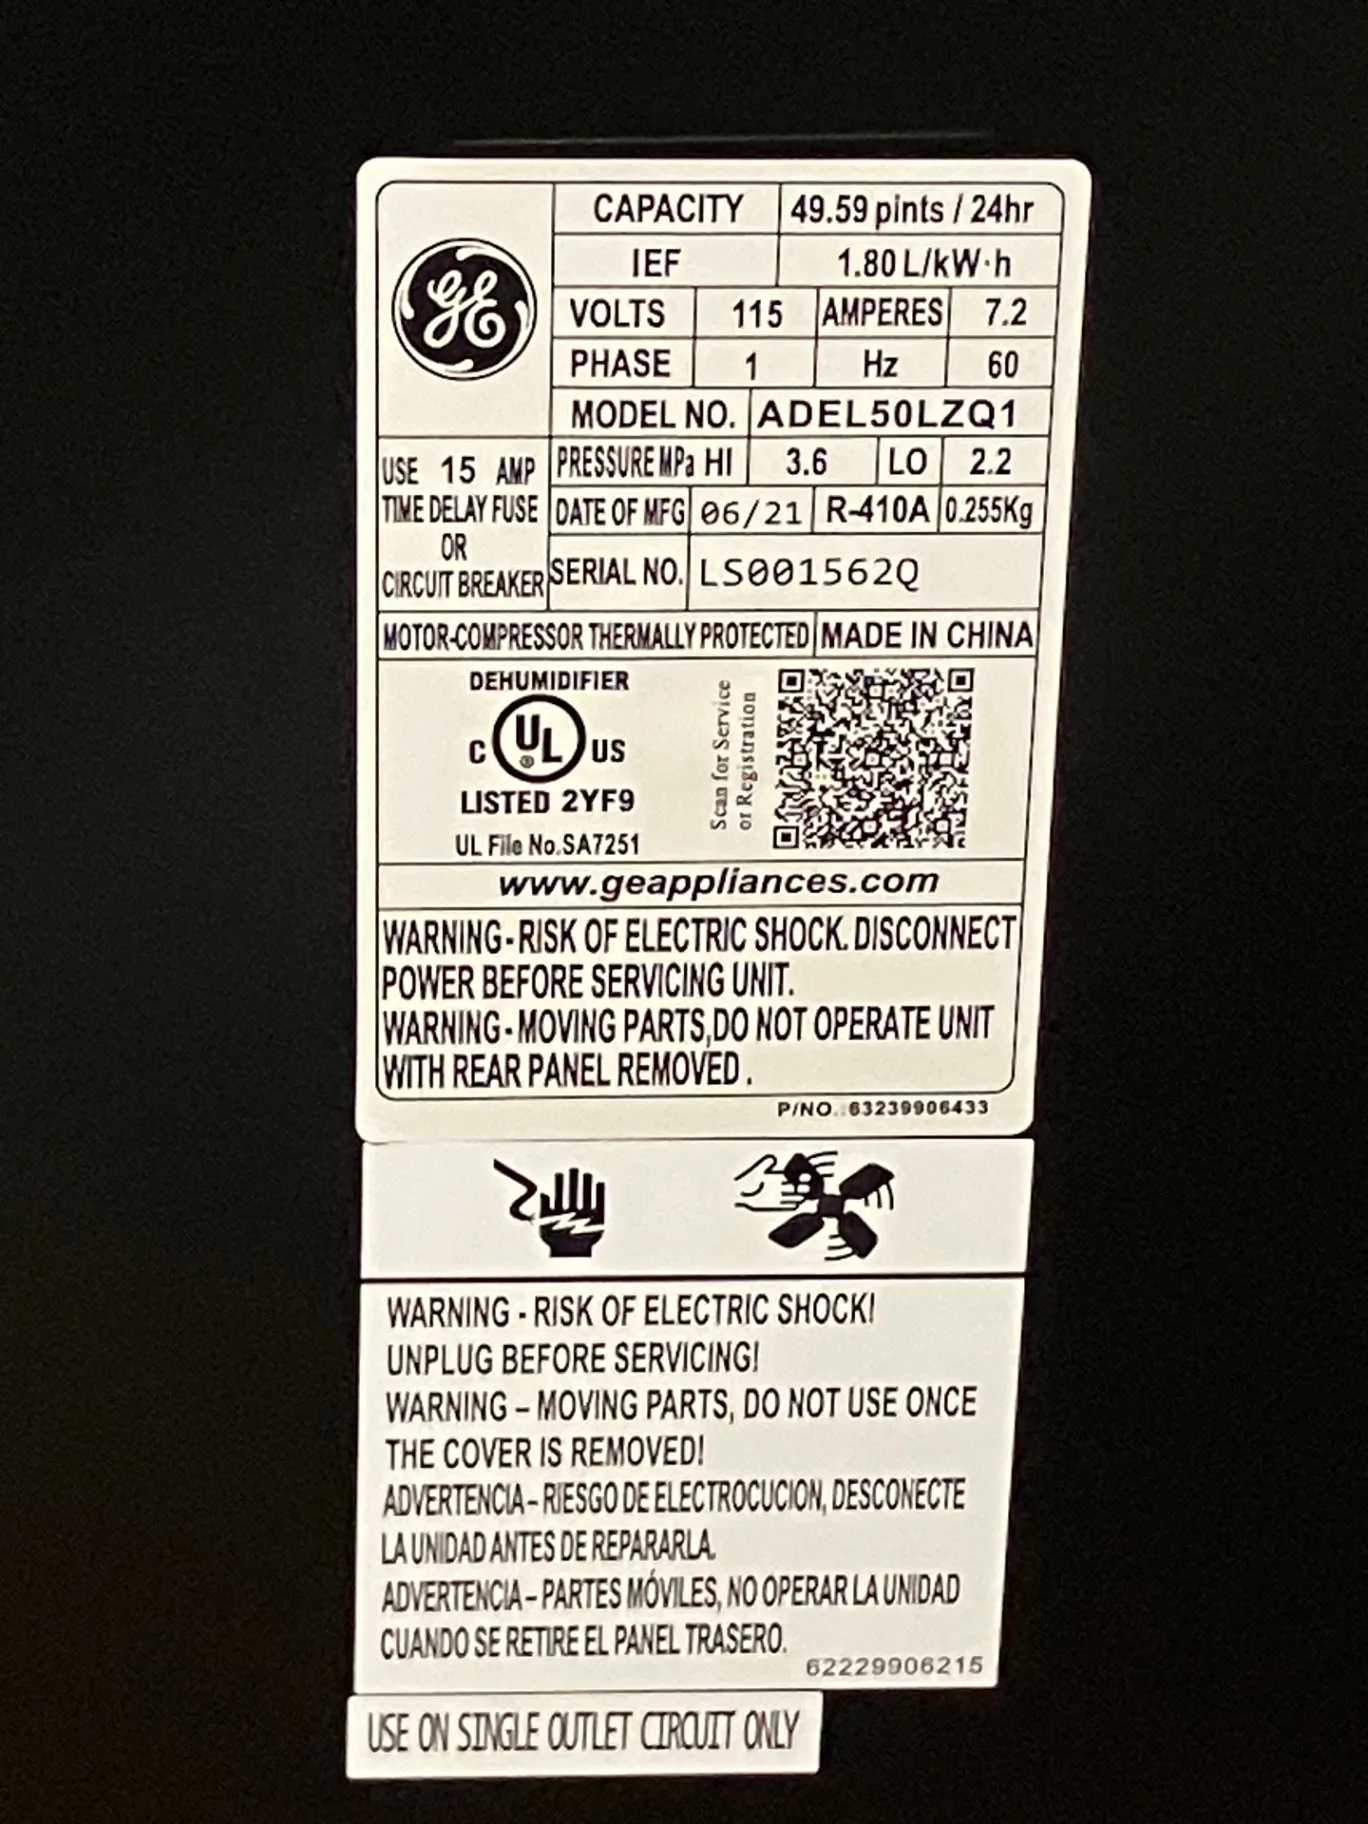 CAPACITY 49.59 pints / 24hr
IEF 1.80 L/kW·h
GE
VOLTS 115 AMPERES 7.2
PHASE 1 Hz 60
MODEL NO. ADEL50LZQ1
USE 15 AMP
TIME DELAY FUSE
OR
CIRCUIT BREAKER
PRESSURE MPa HI 3.6 LO 2.2
DATE OF MFG 06/21 R-410A 0.255Kg
SERIAL NO. LS001562Q
MOTOR-COMPRESSOR THERMALLY PROTECTED MADE IN CHINA
DEHUMIDIFIER
C UL ® US
LISTED 2YF9
UL File No.SA7251
Scan for Service
or Registration
www.geappliances.com
WARNING-RISK OF ELECTRIC SHOCK. DISCONNECT
POWER BEFORE SERVICING UNIT.
WARNING-MOVING PARTS,DO NOT OPERATE UNIT
WITH REAR PANEL REMOVED .
P/NO.:63239906433
WARNING - RISK OF ELECTRIC SHOCK!
UNPLUG BEFORE SERVICING!
WARNING – MOVING PARTS, DO NOT USE ONCE
THE COVER IS REMOVED!
ADVERTENCIA – RIESGO DE ELECTROCUCION, DESCONECTE
LA UNIDAD ANTES DE REPARARLA.
ADVERTENCIA – PARTES MÓVILES, NO OPERAR LA UNIDAD
CUANDO SE RETIRE EL PANEL TRASERO.
62229906215
USE ON SINGLE OUTLET CIRCUIT ONLY